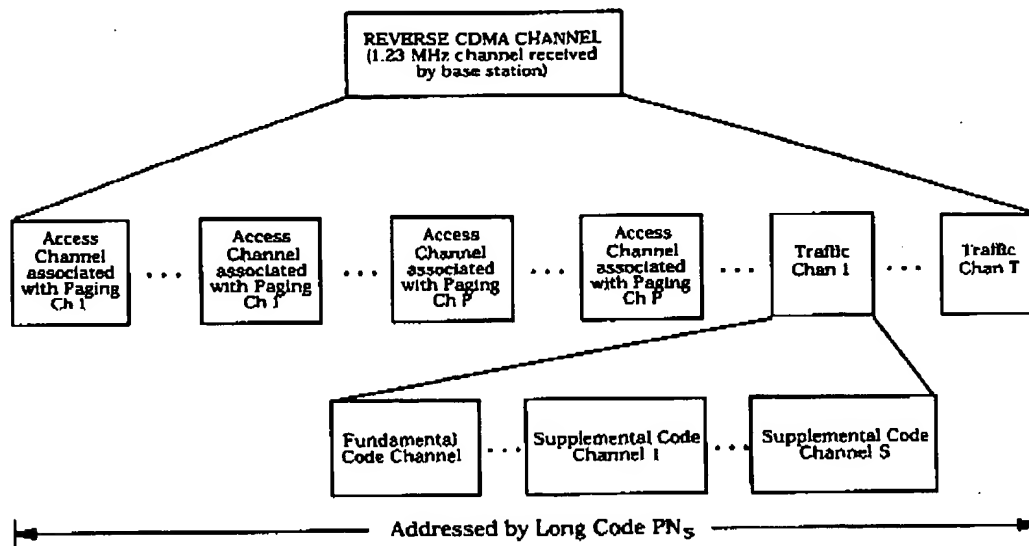 REVERSE CDMA CHANNEL
(1.23 MHz channel received
by base station)
Access
Channel
associated
with Paging
Ch 1
Access
Channel
associated
with Paging
Ch 1
Access
Channel
associated
with Paging
Ch P
Access
Channel
associated
with Paging
Ch P
Traffic
Chan 1
Traffic
Chan T
Fundamental
Code Channel
Supplemental Code
Channel 1
Supplemental Code
Channel S
Addressed by Long Code PNs